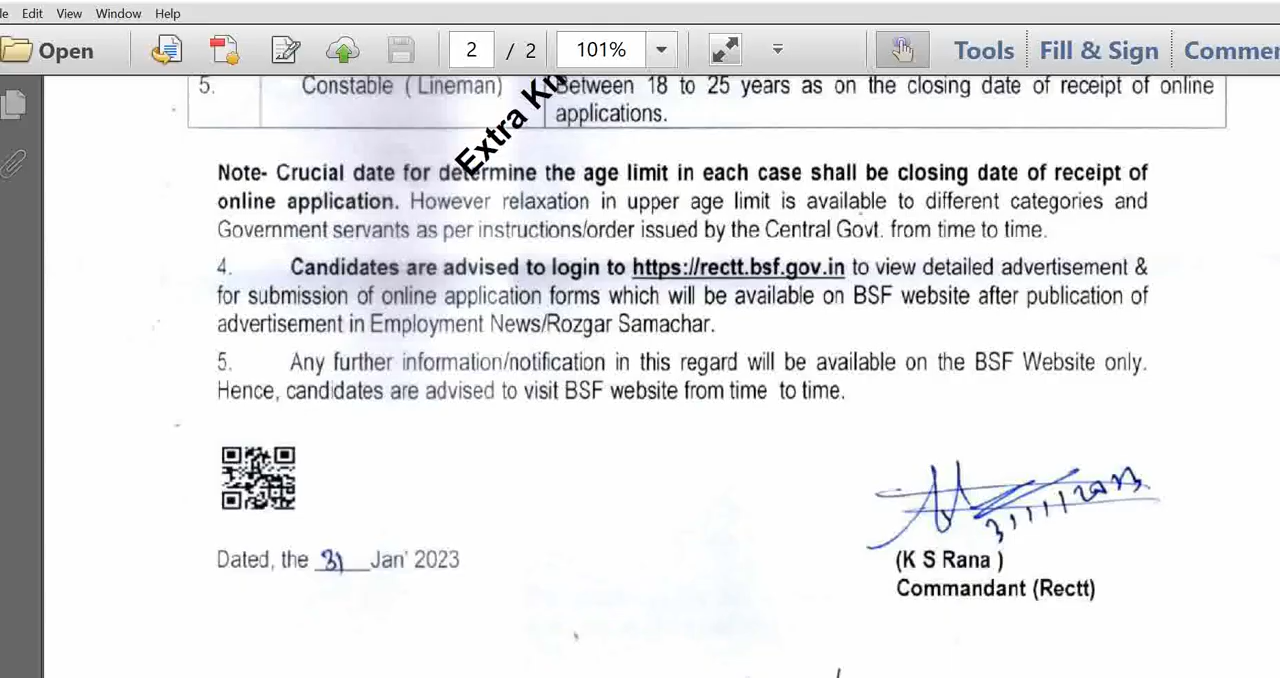 Edit View Window Help
Open 2 / 2 101% Tools Fill & Sign Commen
5. Constable ( Lineman) Between 18 to 25 years as on the closing date of receipt of online
applications.
Extra Kn
Note- Crucial date for determine the age limit in each case shall be closing date of receipt of
online application. However relaxation in upper age limit is available to different categories and
Government servants as per instructions/order issued by the Central Govt. from time to time.
4. Candidates are advised to login to https://rectt.bsf.gov.in to view detailed advertisement &
for submission of online application forms which will be available on BSF website after publication of
advertisement in Employment News/Rozgar Samachar.
5. Any further information/notification in this regard will be available on the BSF Website only.
Hence, candidates are advised to visit BSF website from time to time.
31/1/2023
Dated, the 31 Jan' 2023
(K S Rana )
Commandant (Rectt)